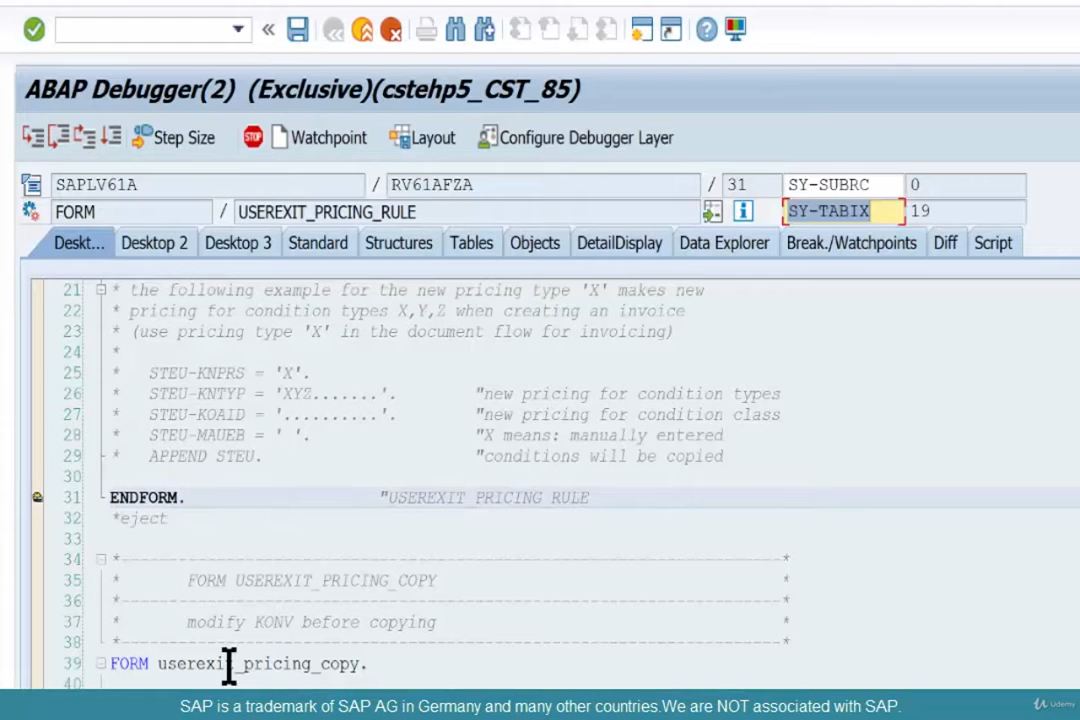 ABAP Debugger(2) (Exclusive)(cstehp5_CST_85)
Step Size STOP Watchpoint Layout Configure Debugger Layer
SAPLV61A / RV61AFZA / 31 SY-SUBRC 0
FORM / USEREXIT_PRICING_RULE SY-TABIX 19
Deskt... Desktop 2 Desktop 3 Standard Structures Tables Objects DetailDisplay Data Explorer Break./Watchpoints Diff Script
21 * the following example for the new pricing type 'X' makes new
22 * pricing for condition types X,Y,Z when creating an invoice
23 * (use pricing type 'X' in the document flow for invoicing)
24 *
25 * STEU-KNPRS = 'X'.
26 * STEU-KNTYP = 'XYZ.......'. "new pricing for condition types
27 * STEU-KOAID = '..........'. "new pricing for condition class
28 * STEU-MAUEB = ' '. "X means: manually entered
29 * APPEND STEU. "conditions will be copied
30
31 ENDFORM. "USEREXIT_PRICING_RULE
32 *eject
33
34 *---------------------------------------------------------------------*
35 * FORM USEREXIT_PRICING_COPY *
36 *---------------------------------------------------------------------*
37 * modify KONV before copying *
38 *---------------------------------------------------------------------*
39 FORM userexit_pricing_copy.
40
SAP is a trademark of SAP AG in Germany and many other countries.We are NOT associated with SAP.
Udemy